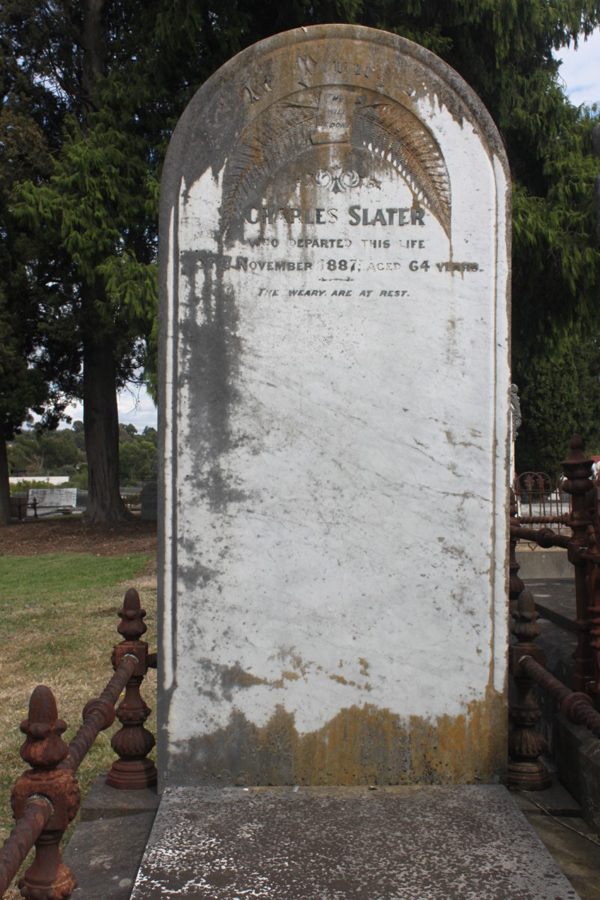 CHARLES SLATER
WHO DEPARTED THIS LIFE
NOVEMBER 1887, AGED 64 YEARS.
THE WEARY ARE AT REST.